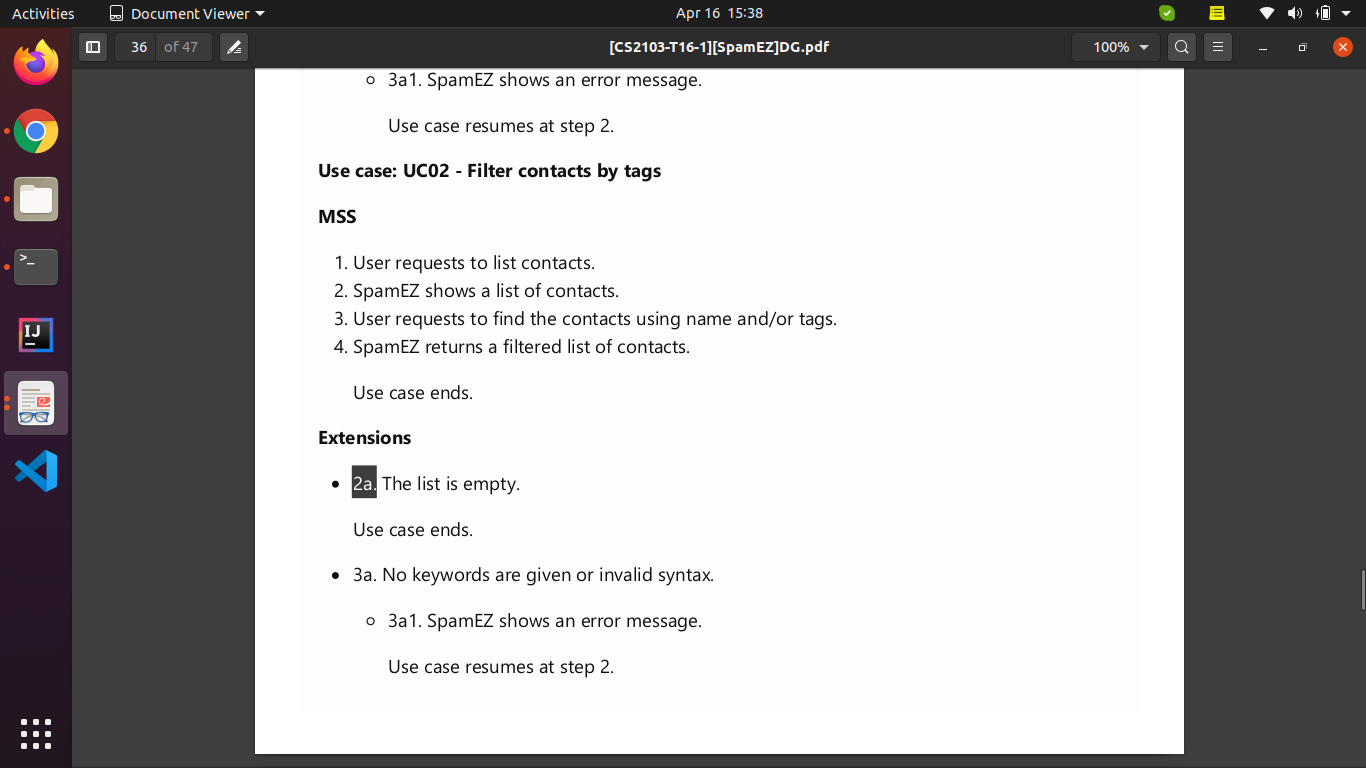 Activities
Document Viewer
Apr 16 15:38
36 of 47
[CS2103-T16-1][SpamEZ]DG.pdf
100%
3a1. SpamEZ shows an error message.
Use case resumes at step 2.
Use case: UC02 - Filter contacts by tags
MSS
1. User requests to list contacts.
2. SpamEZ shows a list of contacts.
3. User requests to find the contacts using name and/or tags.
4. SpamEZ returns a filtered list of contacts.
Use case ends.
Extensions
2a. The list is empty.
Use case ends.
3a. No keywords are given or invalid syntax.
3a1. SpamEZ shows an error message.
Use case resumes at step 2.
>_
IJ